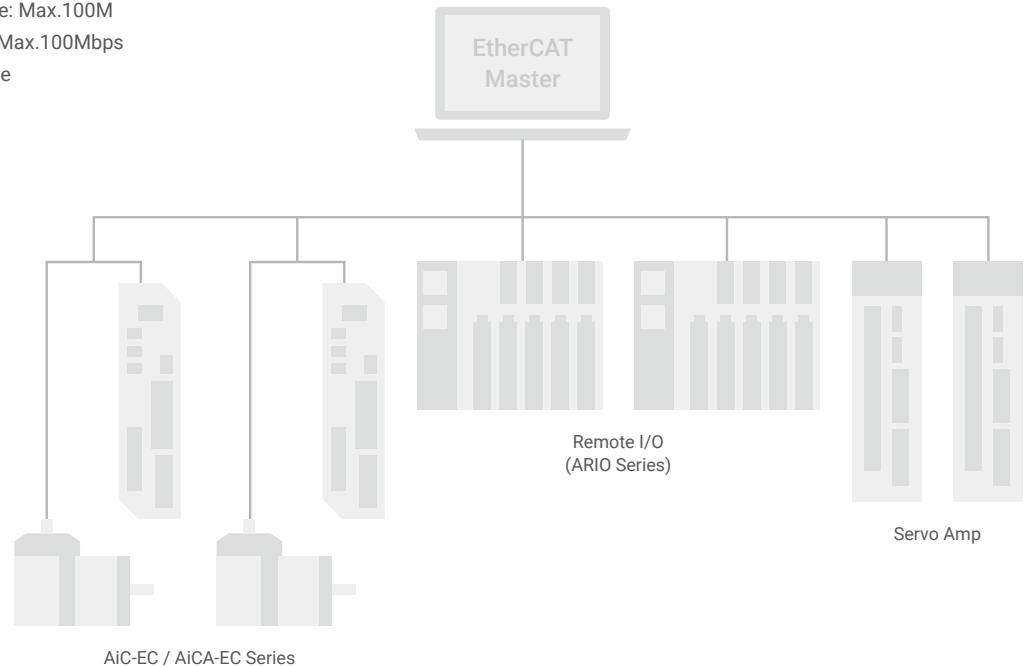 e: Max.100M
Max.100Mbps
e
EtherCAT
Master
Remote I/O
(ARIO Series)
Servo Amp
AiC-EC / AiCA-EC Series